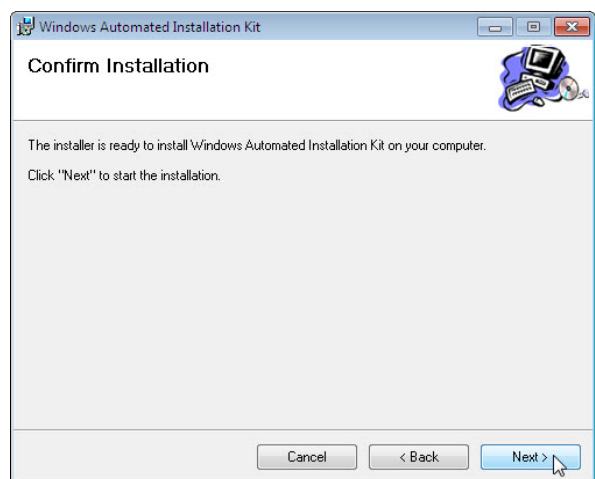 Windows Automated Installation Kit
Confirm Installation
The installer is ready to install Windows Automated Installation Kit on your computer.
Click "Next" to start the installation.
Cancel
< Back
Next >